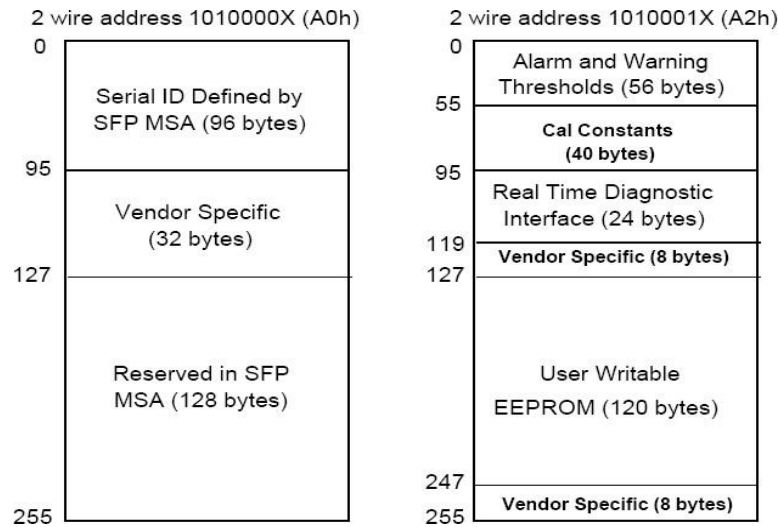 2 wire address 1010000X (A0h)
0
Serial ID Defined by
SFP MSA (96 bytes)
95
Vendor Specific
(32 bytes)
127
Reserved in SFP
MSA (128 bytes)
255
2 wire address 1010001X (A2h)
0
Alarm and Warning
Thresholds (56 bytes)
55
Cal Constants
(40 bytes)
95
Real Time Diagnostic
Interface (24 bytes)
119
Vendor Specific (8 bytes)
127
User Writable
EEPROM (120 bytes)
247
Vendor Specific (8 bytes)
255